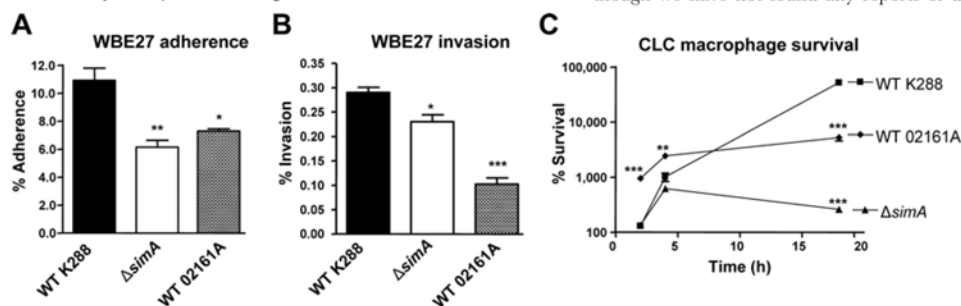 A
WBE27 adherence
% Adherence
12.0
10.0
8.0
6.0
4.0
2.0
0.0
**
*
WT K288
ΔsimA
WT 02161A
B
WBE27 invasion
% Invasion
0.35
0.30
0.25
0.20
0.15
0.10
0.05
0.00
*
***
WT K288
ΔsimA
WT 02161A
C
CLC macrophage survival
% Survival
100,000
10,000
1,000
100
***
**
***
***
WT K288
WT 02161A
ΔsimA
0
5
10
15
20
Time (h)